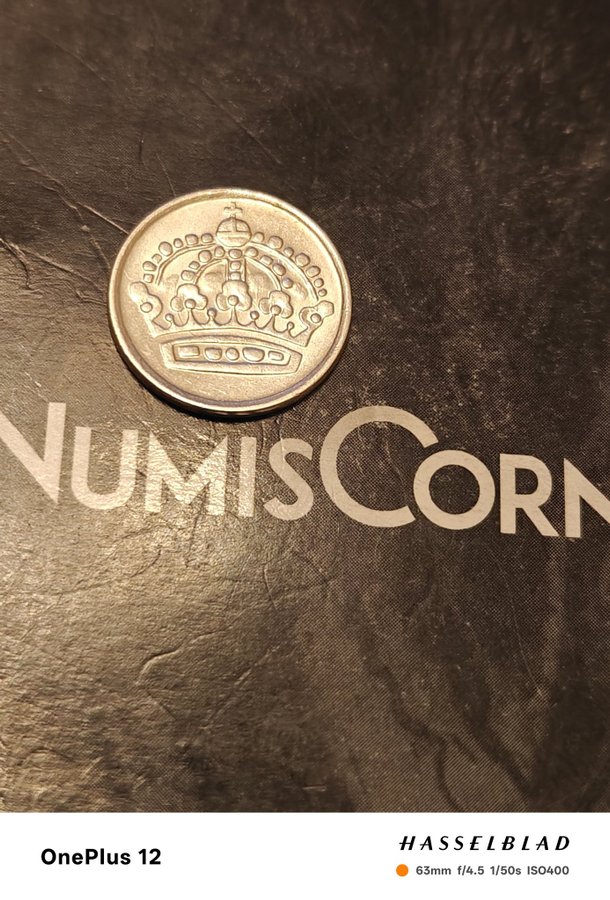 NUMISCORN
OnePlus 12
HASSELBLAD
63mm f/4.5 1/50s ISO400